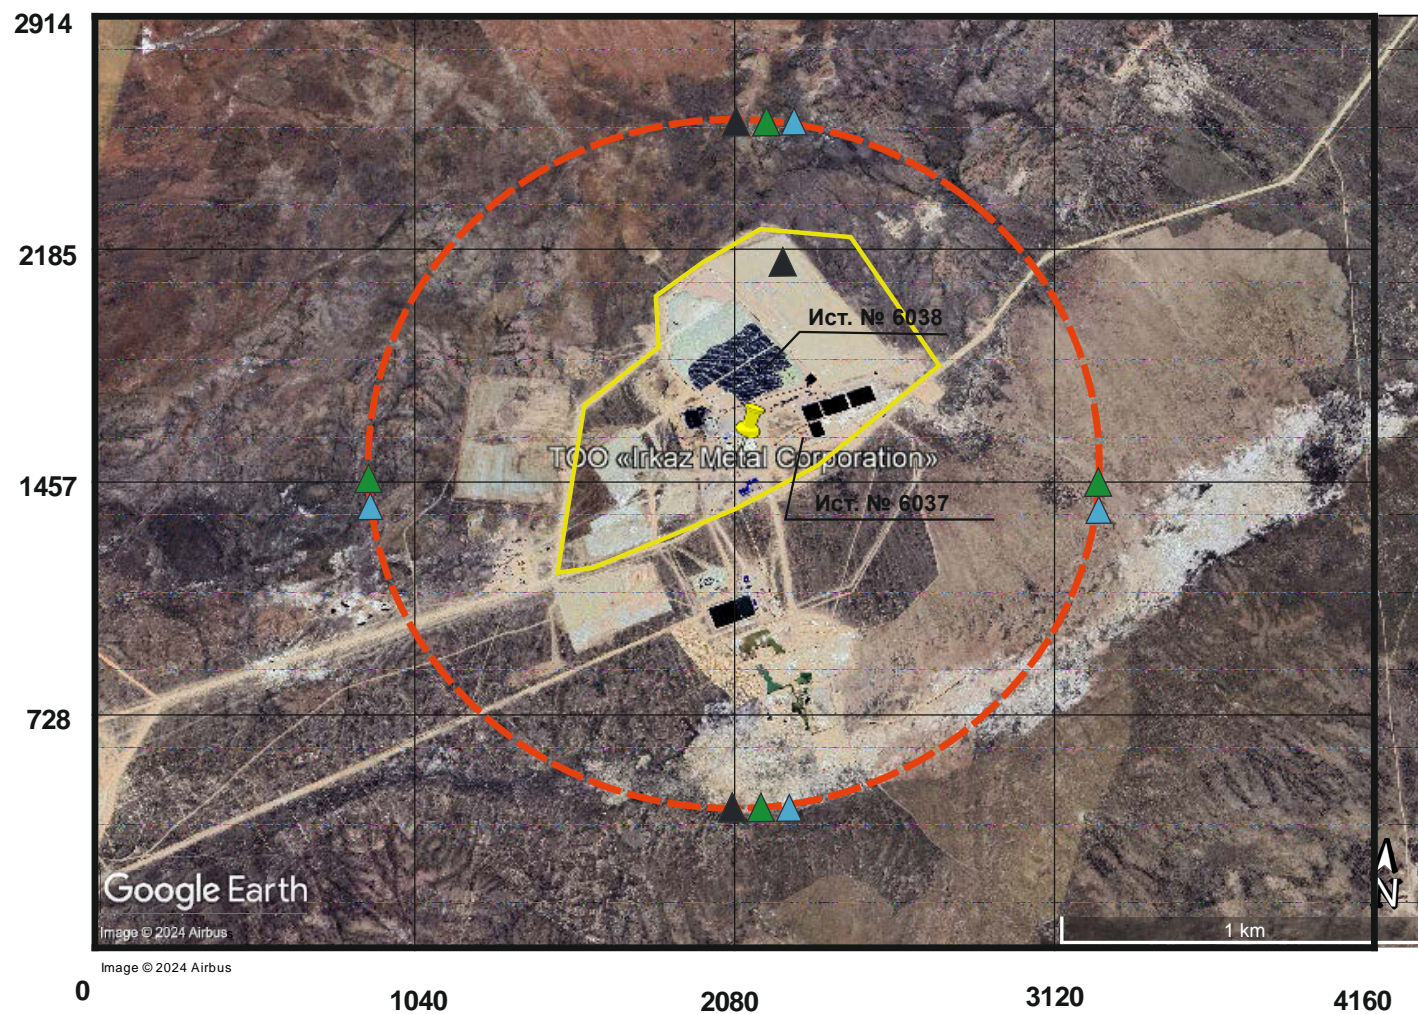 2914
2185
Ист. № 6038
ТОО «Irkaz Metal Corporation»
1457
Ист. № 6037
728
Google Earth
Image © 2024 Airbus
N
1 km
Image © 2024 Airbus
0
1040
2080
3120
4160